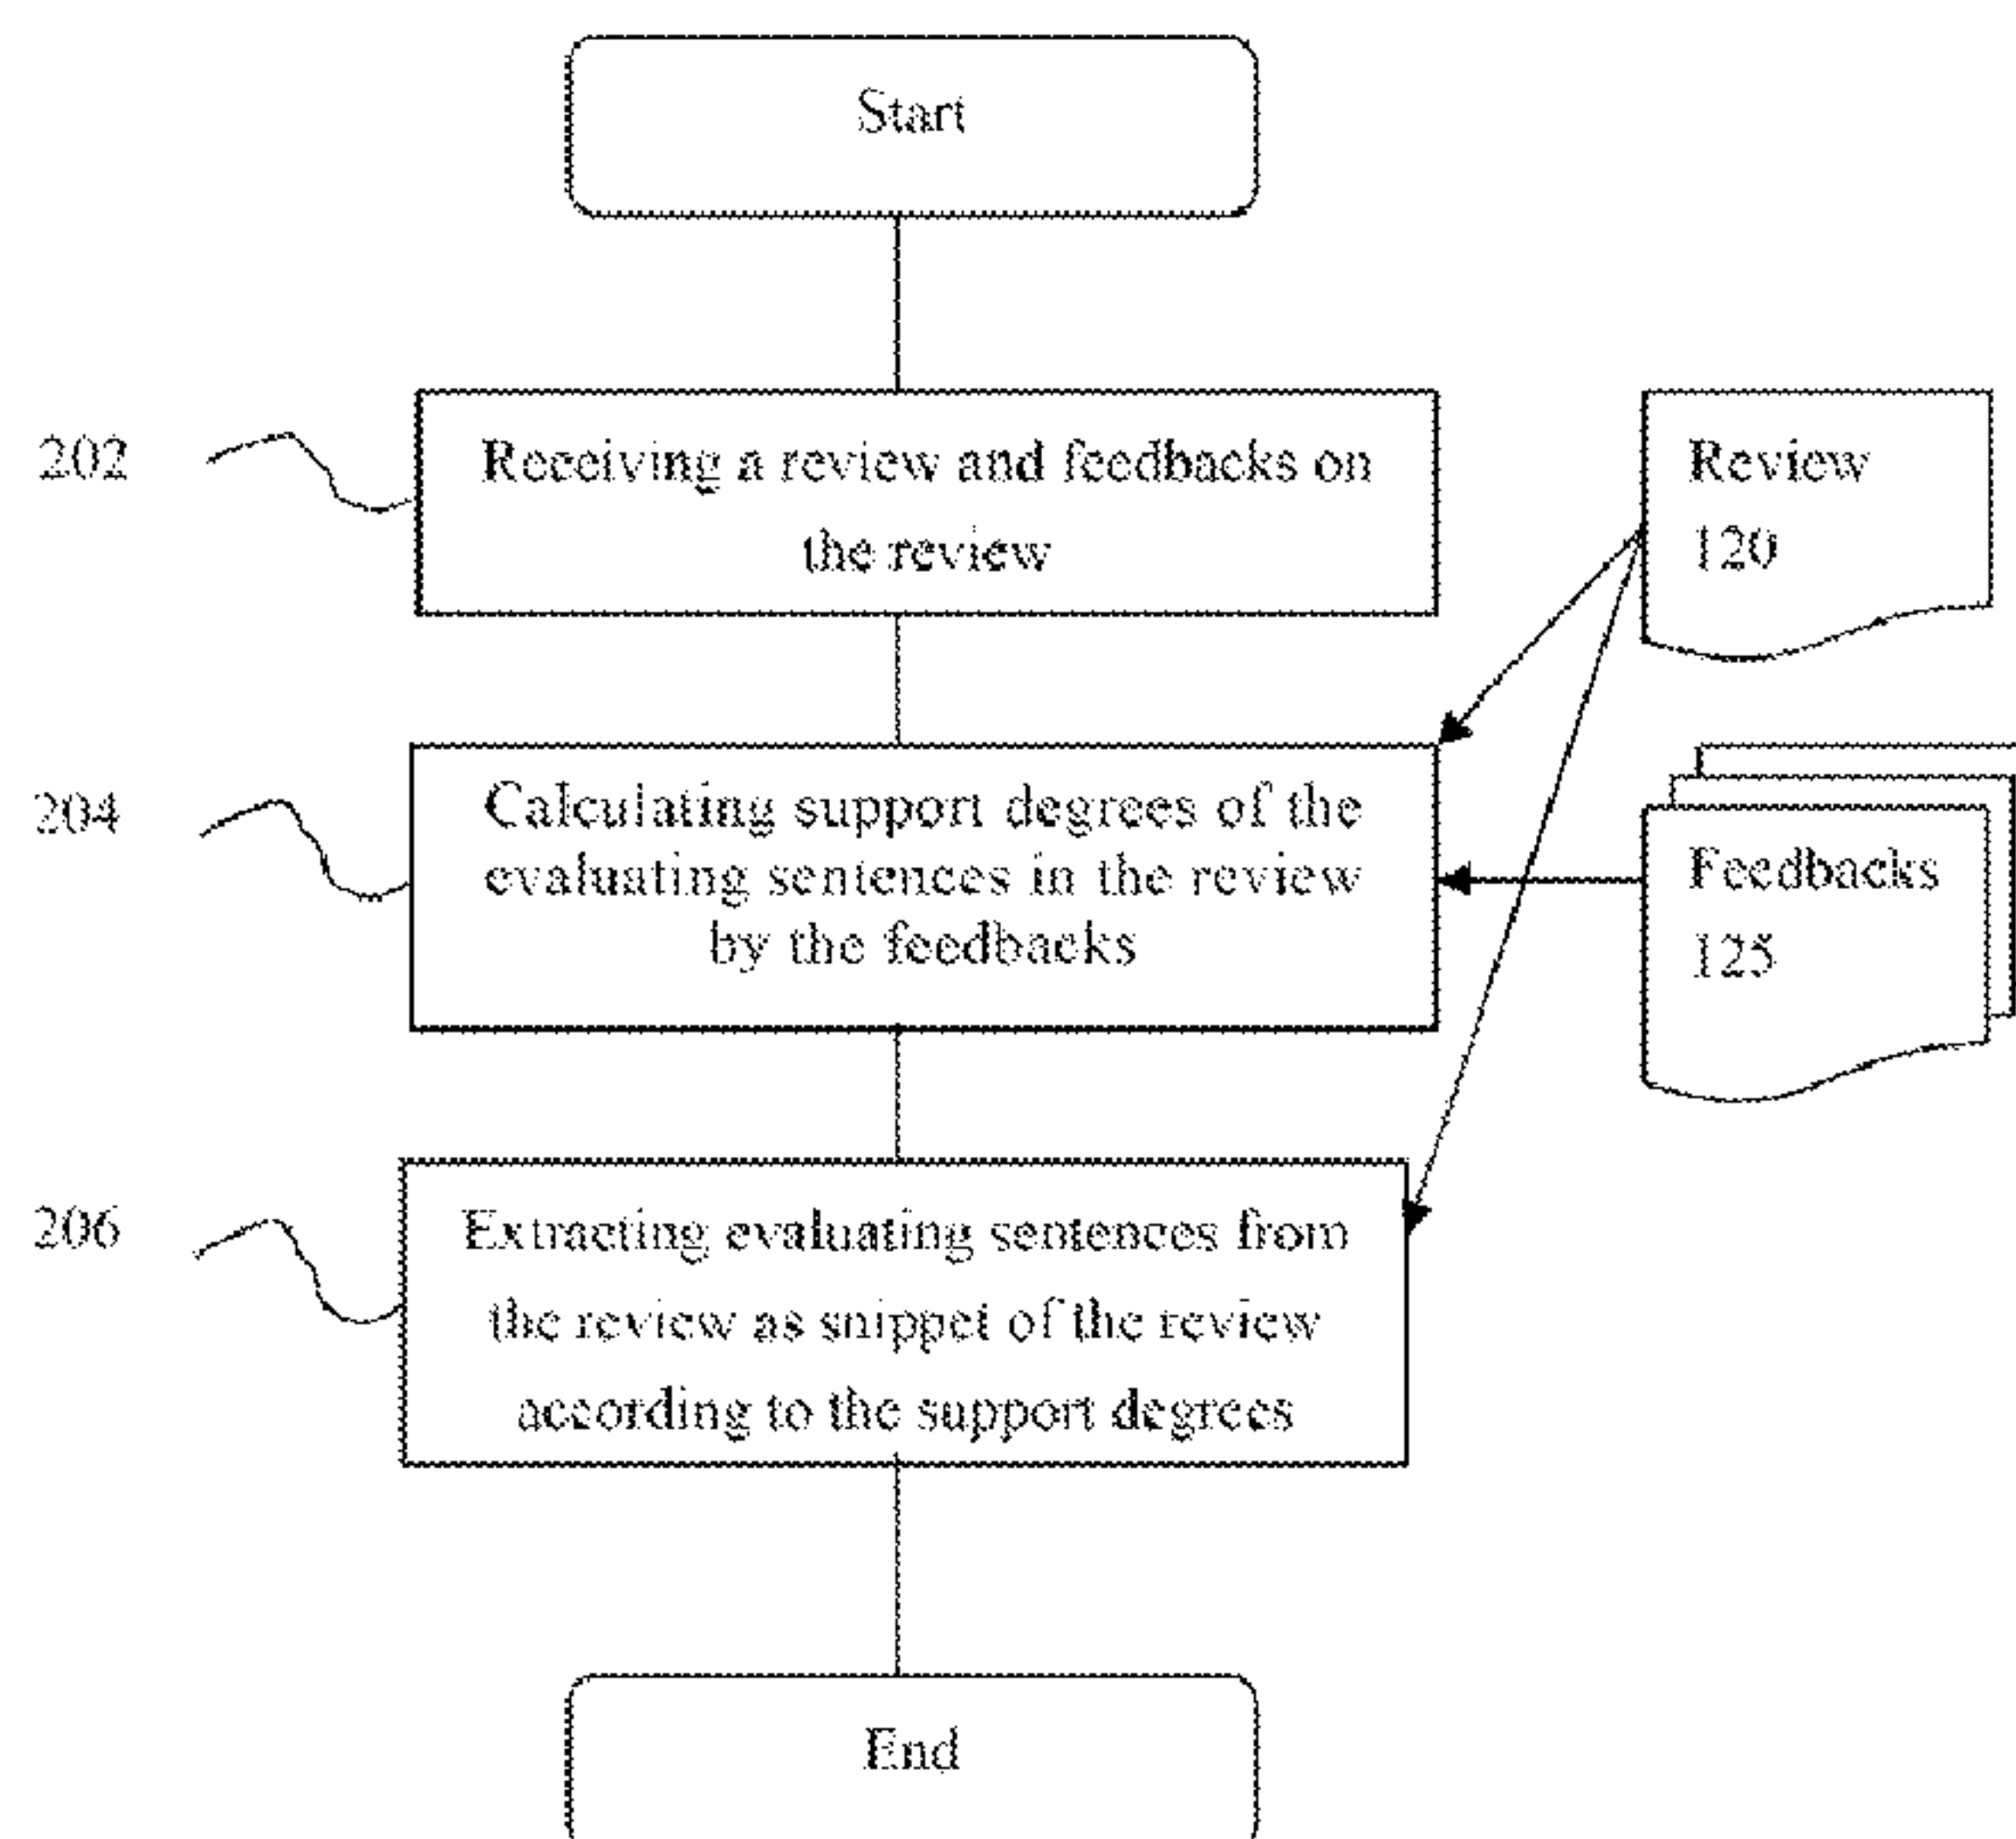 Start
202
Receiving a review and feedbacks on
the review
Review
120
204
Calculating support degrees of the
evaluating sentences in the review
by the feedbacks
Feedbacks
125
206
Extracting evaluating sentences from
the review as snippet of the review
according to the support degrees
End